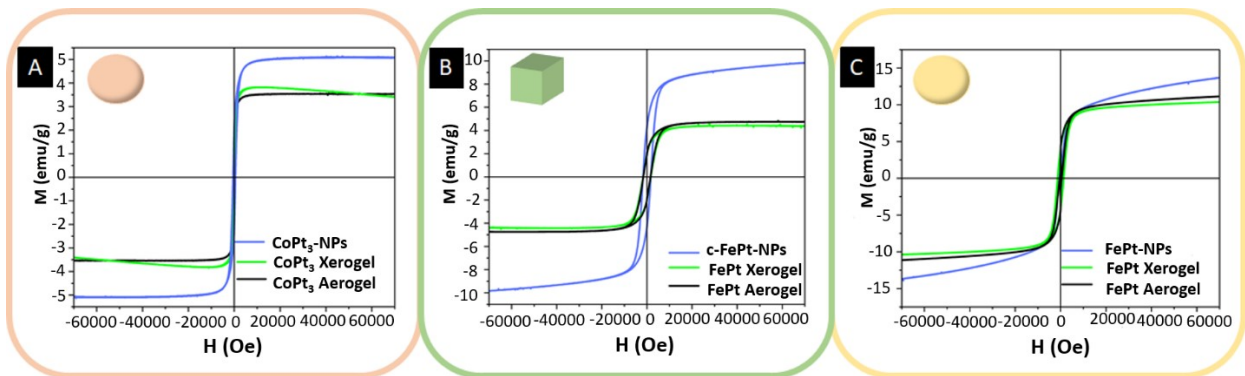 A
M (emu/g)
5
4
3
2
1
0
-1
-2
-3
-4
-5
CoPt₃-NPs
CoPt₃ Xerogel
CoPt₃ Aerogel
-60000 -40000 -20000 0 20000 40000 60000
H (Oe)
B
M (emu/g)
10
8
6
4
2
0
-2
-4
-6
-8
-10
c-FePt-NPs
FePt Xerogel
FePt Aerogel
-60000 -40000 -20000 0 20000 40000 60000
H (Oe)
C
M (emu/g)
15
10
5
0
-5
-10
-15
FePt-NPs
FePt Xerogel
FePt Aerogel
-60000 -40000 -20000 0 20000 40000 60000
H (Oe)